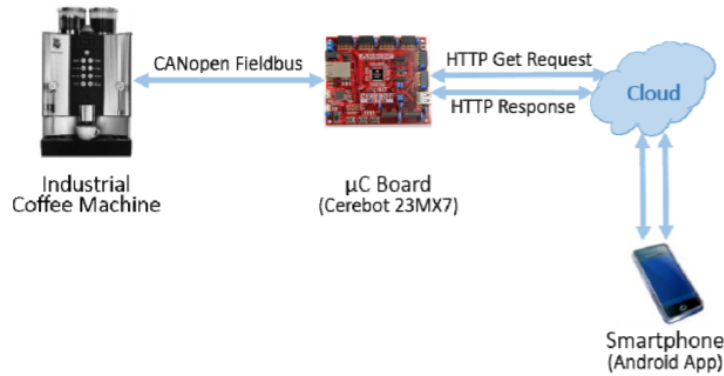 CANopen Fieldbus
HTTP Get Request
HTTP Response
Cloud
Industrial
Coffee Machine
µC Board
(Cerebot 23MX7)
Smartphone
(Android App)